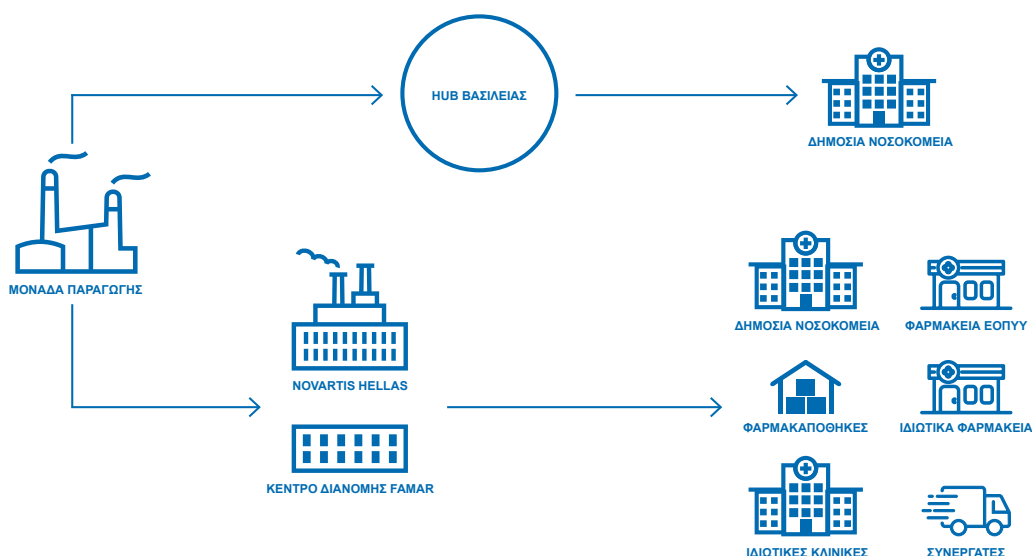 HUB ΒΑΣΙΛΕΙΑΣ
ΔΗΜΟΣΙΑ ΝΟΣΟΚΟΜΕΙΑ
ΜΟΝΑΔΑ ΠΑΡΑΓΩΓΗΣ
ΔΗΜΟΣΙΑ ΝΟΣΟΚΟΜΕΙΑ
ΦΑΡΜΑΚΕΙΑ ΕΟΠΥΥ
NOVARTIS HELLAS
ΦΑΡΜΑΚΑΠΟΘΗΚΕΣ
ΙΔΙΩΤΙΚΑ ΦΑΡΜΑΚΕΙΑ
ΚΕΝΤΡΟ ΔΙΑΝΟΜΗΣ FAMAR
ΙΔΙΩΤΙΚΕΣ ΚΛΙΝΙΚΕΣ
ΣΥΝΕΡΓΑΤΕΣ